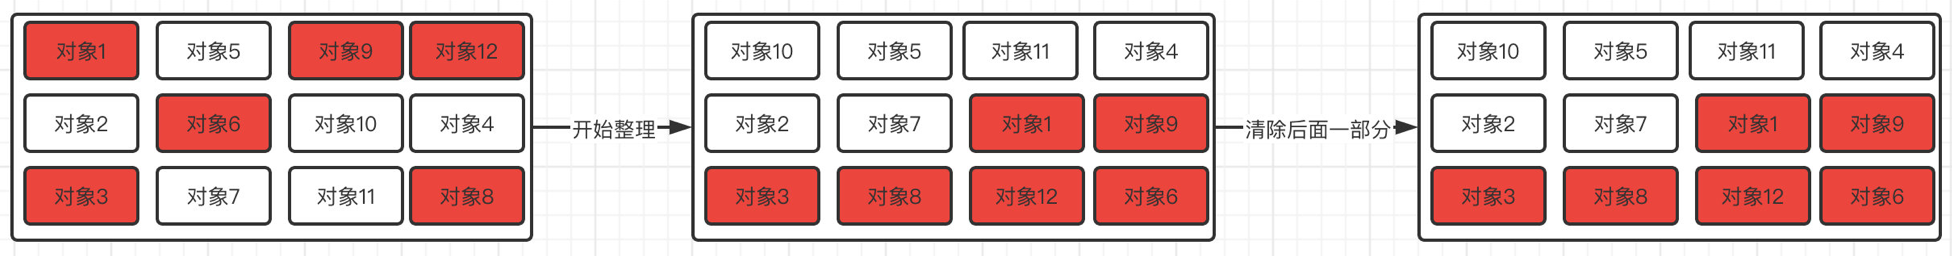 对象1 对象5 对象9 对象12
对象2 对象6 对象10 对象4
对象3 对象7 对象11 对象8
开始整理
对象10 对象5 对象11 对象4
对象2 对象7 对象1 对象9
对象3 对象8 对象12 对象6
清除后面一部分
对象10 对象5 对象11 对象4
对象2 对象7 对象1 对象9
对象3 对象8 对象12 对象6